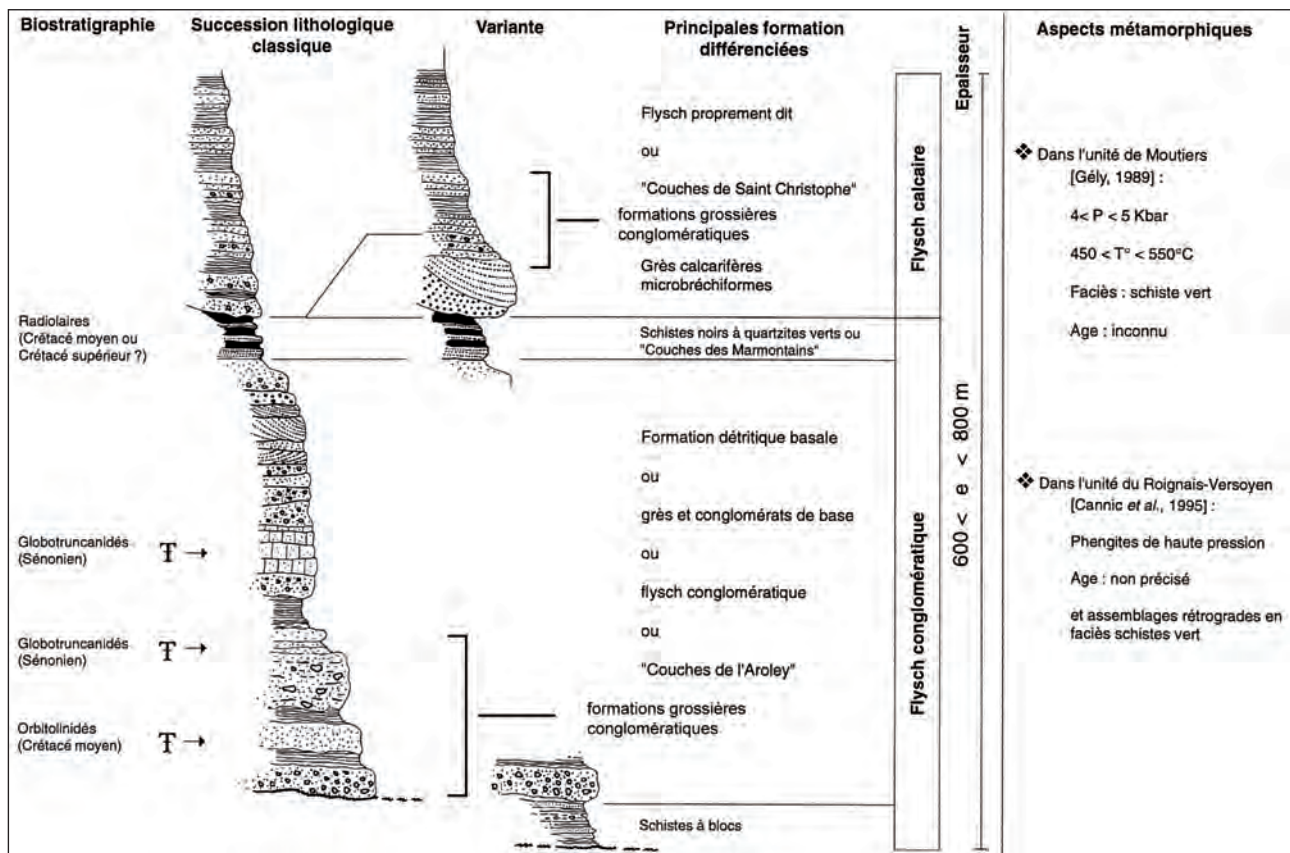 Biostratigraphie
Succession lithologique
classique
Variante
Principales formation
différenciées
Epaisseur
Aspects métamorphiques
Flysch proprement dit
ou
"Couches de Saint Christophe"
formations grossières
conglomératiques
Grès calcarifères
microbréchiformes
Schistes noirs à quartzites verts ou
"Couches des Marmontains"
Radiolaires
(Crétacé moyen ou
Crétacé supérieur ?)
Formation détritique basale
ou
grès et conglomérats de base
ou
flysch conglomératique
ou
"Couches de l'Aroley"
Globotruncanidés
(Sénonien)
Globotruncanidés
(Sénonien)
Orbitolinidés
(Crétacé moyen)
formations grossières
conglomératiques
Schistes à blocs
Flysch calcaire
Flysch conglomératique
600 < e < 800 m
❖ Dans l'unité de Moutiers
[Gély, 1989] :
4< P < 5 Kbar
450 < T° < 550°C
Faciès : schiste vert
Age : inconnu
❖ Dans l'unité du Roignais-Versoyen
[Cannic et al., 1995] :
Phengites de haute pression
Age : non précisé
et assemblages rétrogrades en
faciès schistes vert